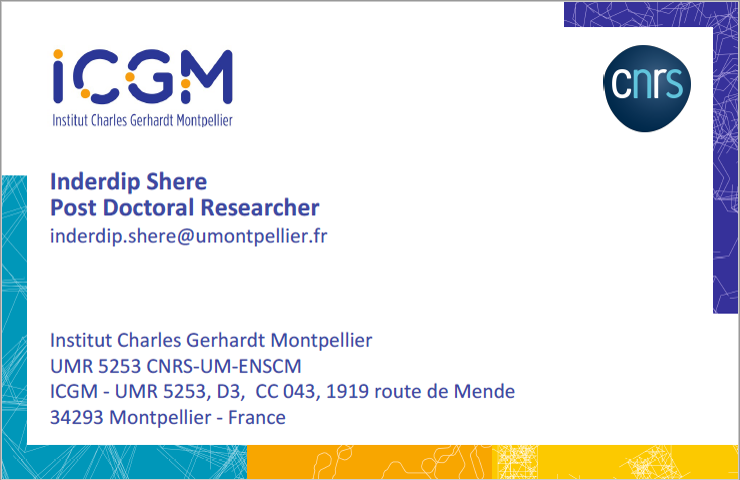 iCGM
Institut Charles Gerhardt Montpellier
cnrs
Inderdip Shere
Post Doctoral Researcher
inderdip.shere@umontpellier.fr
Institut Charles Gerhardt Montpellier
UMR 5253 CNRS-UM-ENSCM
ICGM - UMR 5253, D3,  CC 043, 1919 route de Mende
34293 Montpellier - France